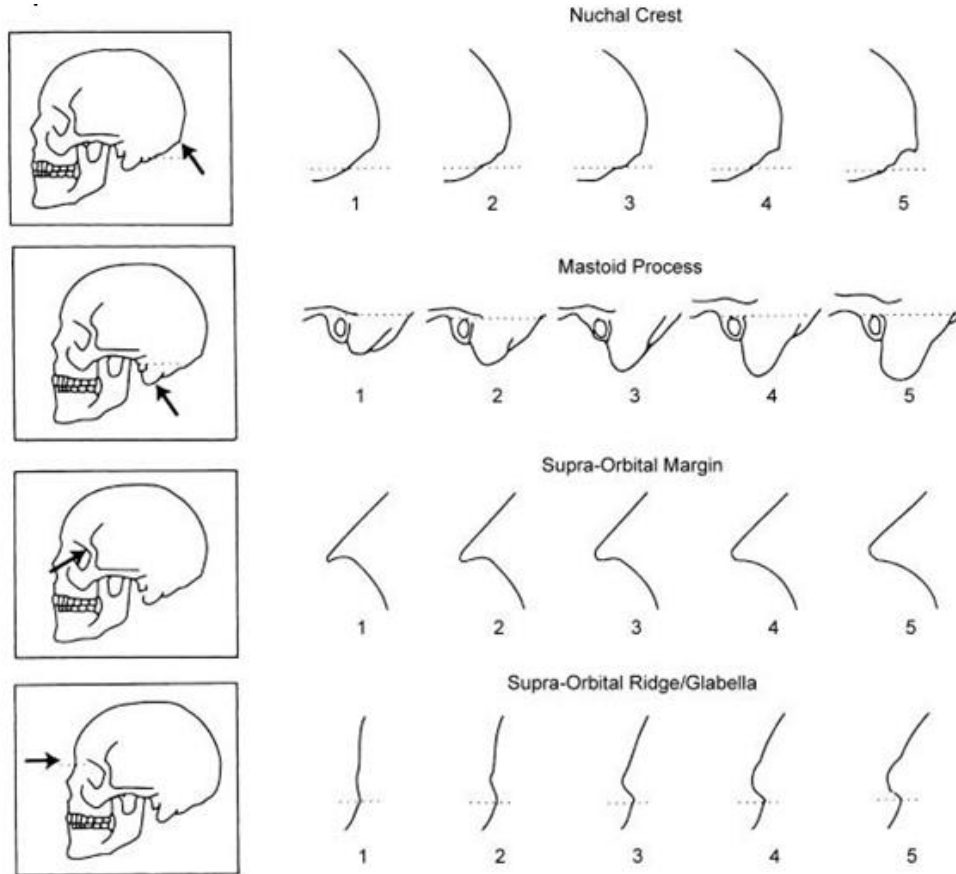 Nuchal Crest
1 2 3 4 5
Mastoid Process
1 2 3 4 5
Supra-Orbital Margin
1 2 3 4 5
Supra-Orbital Ridge/Glabella
1 2 3 4 5